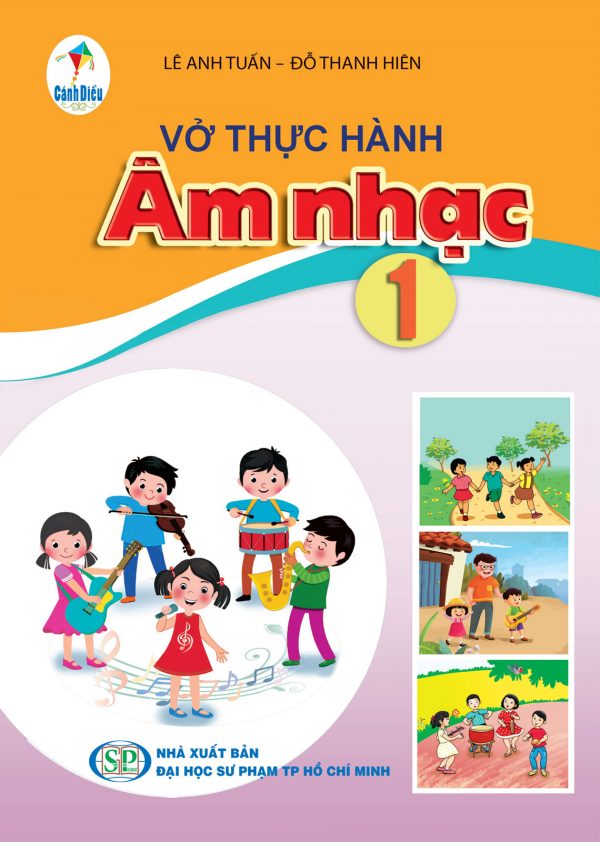 Cánh Diều
LÊ ANH TUẤN – ĐỖ THANH HIÊN
VỞ THỰC HÀNH
Âm nhạc
1
SP
NHÀ XUẤT BẢN
ĐẠI HỌC SƯ PHẠM TP HỒ CHÍ MINH